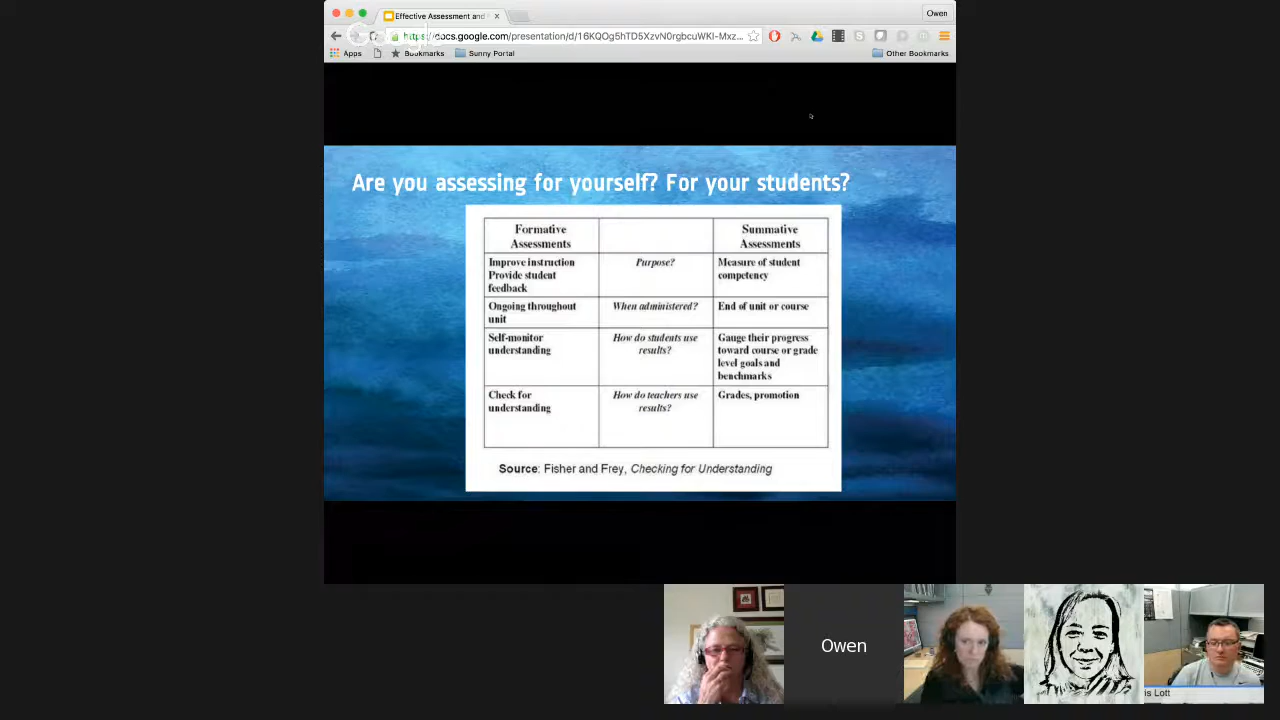 Effective Assessment and
Owen
https://docs.google.com/presentation/d/16KQOg5hTD5XzvN0rgbcuWKI-Mxz...
Apps
Bookmarks
Sunny Portal
Other Bookmarks
Are you assessing for yourself? For your students?
Formative
Assessments
Summative
Assessments
Improve instruction
Provide student
feedback
Purpose?
Measure of student
competency
Ongoing throughout
unit
When administered?
End of unit or course
Self-monitor
understanding
How do students use
results?
Gauge their progress
toward course or grade
level goals and
benchmarks
Check for
understanding
How do teachers use
results?
Grades, promotion
Source: Fisher and Frey, Checking for Understanding
Owen
is Lott